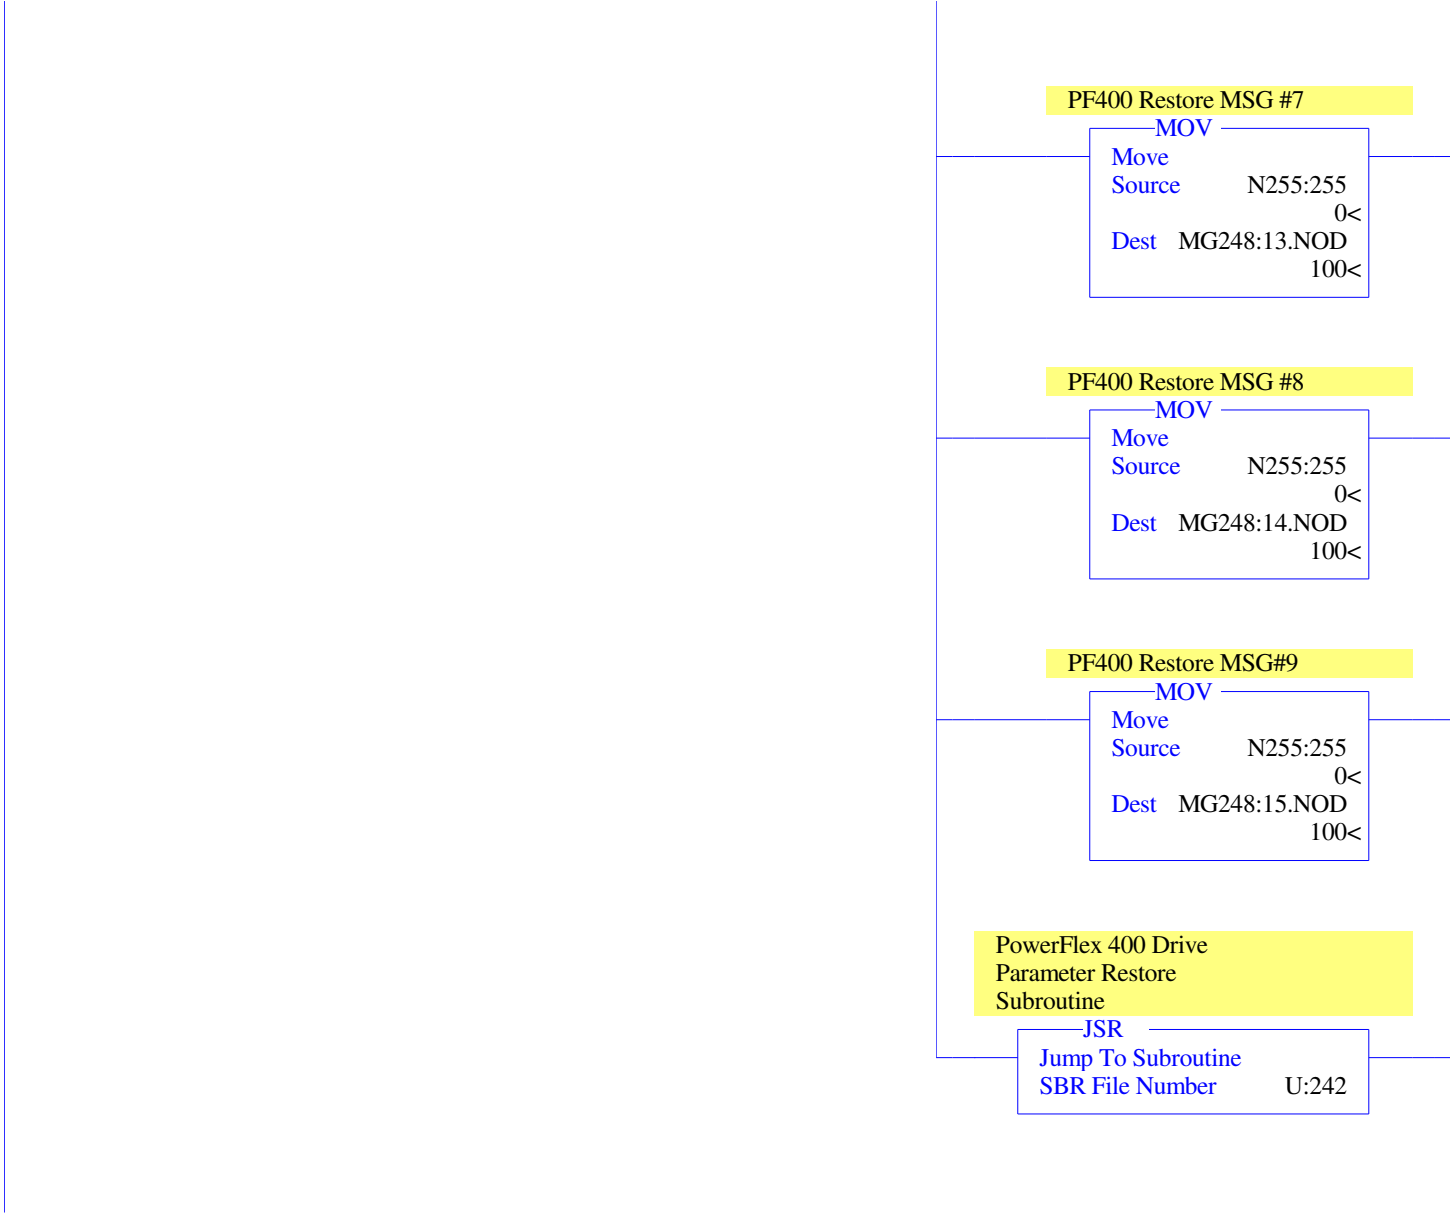 PF400 Restore MSG #7
MOV
Move
Source N255:255
0<
Dest MG248:13.NOD
100<
PF400 Restore MSG #8
MOV
Move
Source N255:255
0<
Dest MG248:14.NOD
100<
PF400 Restore MSG#9
MOV
Move
Source N255:255
0<
Dest MG248:15.NOD
100<
PowerFlex 400 Drive
Parameter Restore
Subroutine
JSR
Jump To Subroutine
SBR File Number U:242